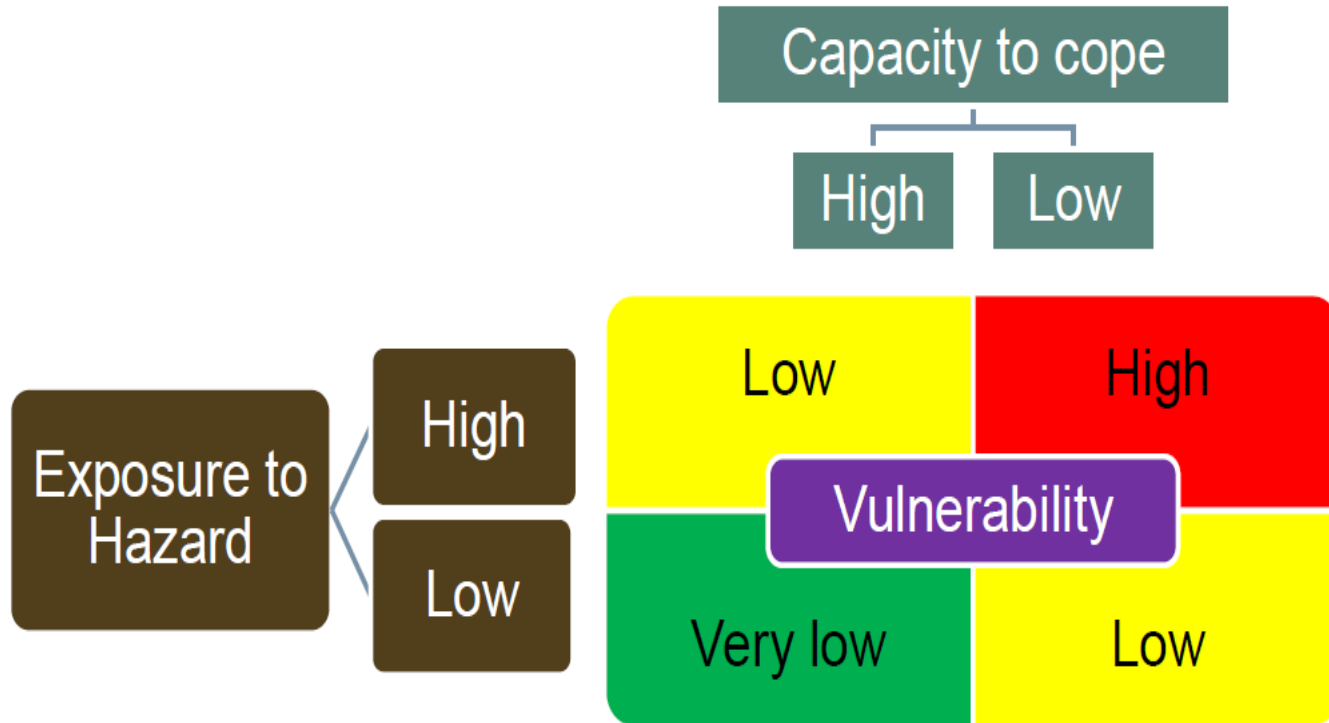 Capacity to cope
High
Low
Low
High
Exposure to
Hazard
High
Low
Vulnerability
Very low
Low